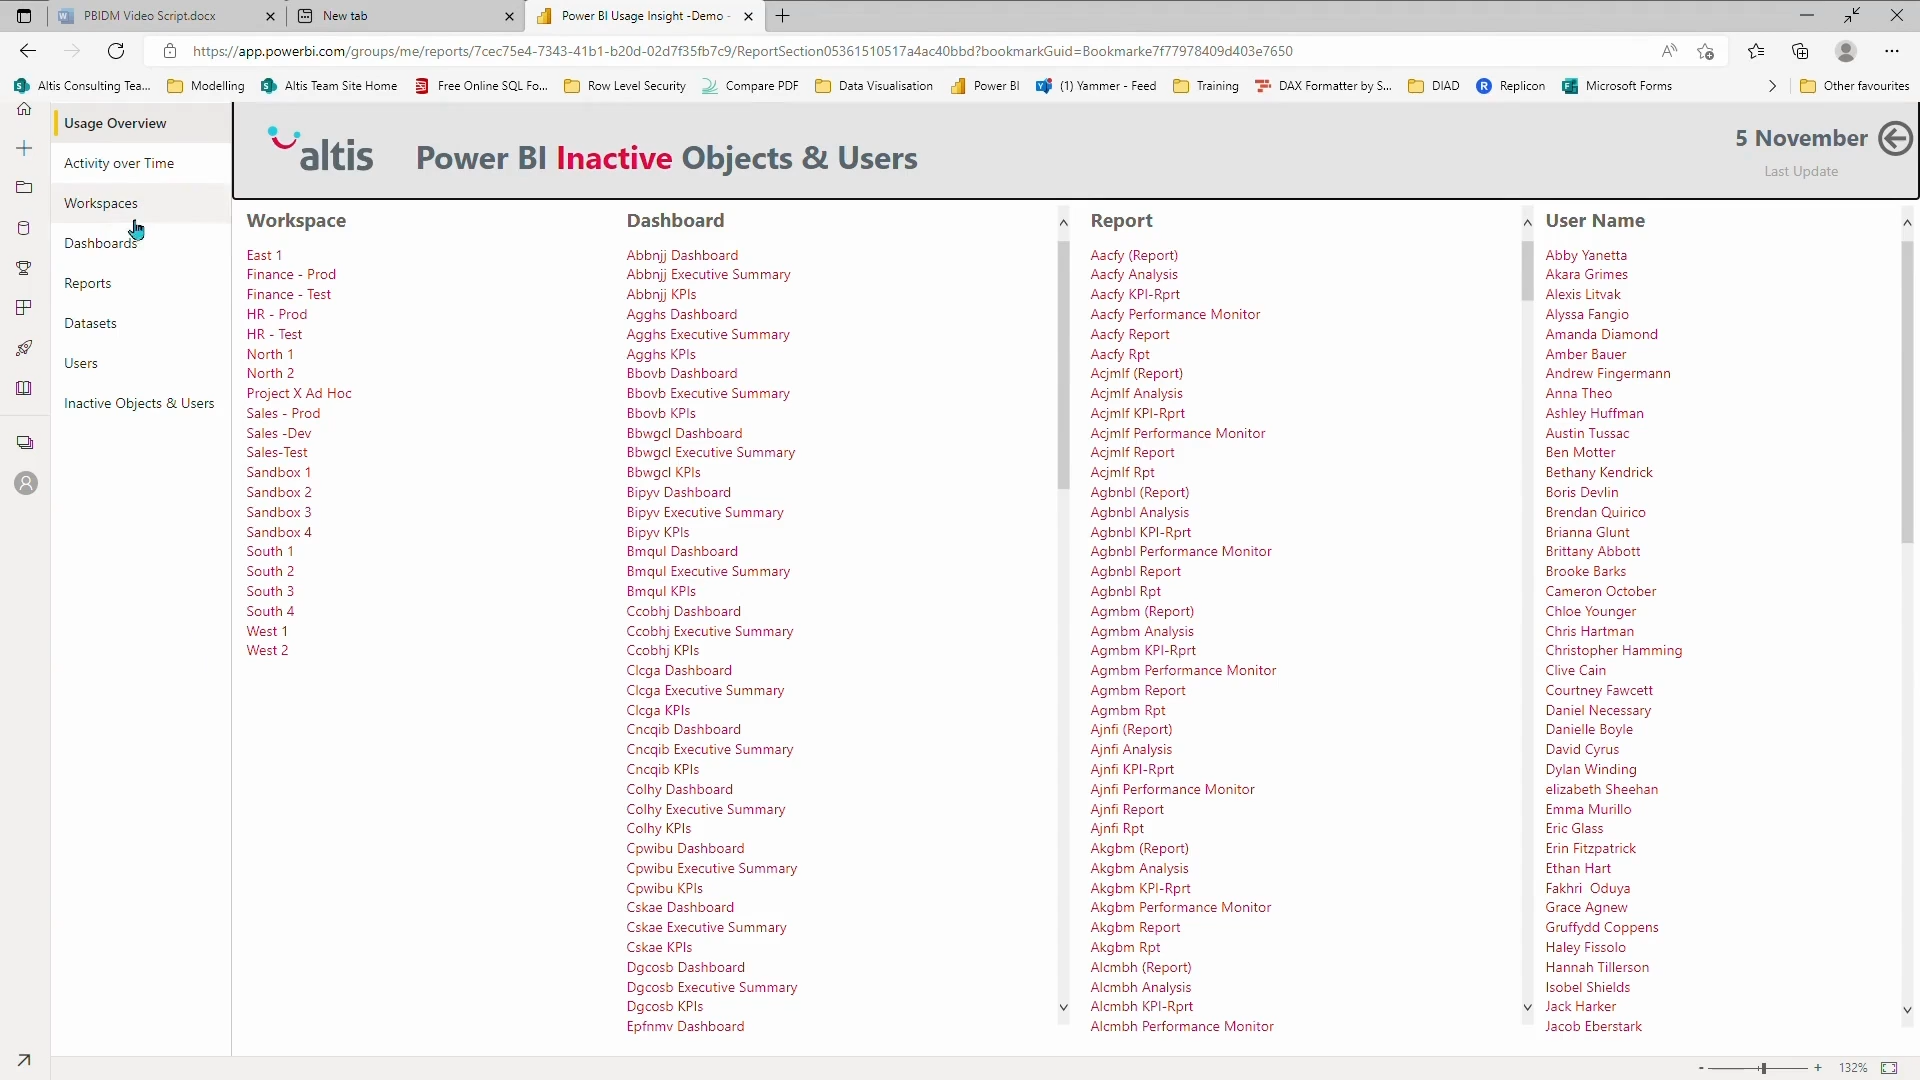 PBIDM Video Script.docx
New tab
Power BI Usage Insight -Demo -
https://app.powerbi.com/groups/me/reports/7cec75e4-7343-41b1-b20d-02d7f35fb7c9/ReportSection05361510517a4ac40bbd?bookmarkGuid=Bookmarke7f77978409d403e7650
Altis Consulting Tea...
Modelling
Altis Team Site Home
Free Online SQL Fo...
Row Level Security
Compare PDF
Data Visualisation
Power BI
(1) Yammer - Feed
Training
DAX Formatter by S...
DIAD
Replicon
Microsoft Forms
Other favourites
Usage Overview
Activity over Time
Workspaces
Dashboards
Reports
Datasets
Users
Inactive Objects & Users
altis
Power BI Inactive Objects & Users
5 November
Last Update
Workspace
East 1
Finance - Prod
Finance - Test
HR - Prod
HR - Test
North 1
North 2
Project X Ad Hoc
Sales - Prod
Sales -Dev
Sales-Test
Sandbox 1
Sandbox 2
Sandbox 3
Sandbox 4
South 1
South 2
South 3
South 4
West 1
West 2
Dashboard
Abbnjj Dashboard
Abbnjj Executive Summary
Abbnjj KPIs
Agghs Dashboard
Agghs Executive Summary
Agghs KPIs
Bbovb Dashboard
Bbovb Executive Summary
Bbovb KPIs
Bbwgcl Dashboard
Bbwgcl Executive Summary
Bbwgcl KPIs
Bipyv Dashboard
Bipyv Executive Summary
Bipyv KPIs
Bmqul Dashboard
Bmqul Executive Summary
Bmqul KPIs
Ccobhj Dashboard
Ccobhj Executive Summary
Ccobhj KPIs
Clcga Dashboard
Clcga Executive Summary
Clcga KPIs
Cncqib Dashboard
Cncqib Executive Summary
Cncqib KPIs
Colhy Dashboard
Colhy Executive Summary
Colhy KPIs
Cpwibu Dashboard
Cpwibu Executive Summary
Cpwibu KPIs
Cskae Dashboard
Cskae Executive Summary
Cskae KPIs
Dgcosb Dashboard
Dgcosb Executive Summary
Dgcosb KPIs
Epfnmv Dashboard
Report
Aacfy (Report)
Aacfy Analysis
Aacfy KPI-Rprt
Aacfy Performance Monitor
Aacfy Report
Aacfy Rpt
Acjmlf (Report)
Acjmlf Analysis
Acjmlf KPI-Rprt
Acjmlf Performance Monitor
Acjmlf Report
Acjmlf Rpt
Agbnbl (Report)
Agbnbl Analysis
Agbnbl KPI-Rprt
Agbnbl Performance Monitor
Agbnbl Report
Agbnbl Rpt
Agmbm (Report)
Agmbm Analysis
Agmbm KPI-Rprt
Agmbm Performance Monitor
Agmbm Report
Agmbm Rpt
Ajnfi (Report)
Ajnfi Analysis
Ajnfi KPI-Rprt
Ajnfi Performance Monitor
Ajnfi Report
Ajnfi Rpt
Akgbm (Report)
Akgbm Analysis
Akgbm KPI-Rprt
Akgbm Performance Monitor
Akgbm Report
Akgbm Rpt
Alcmbh (Report)
Alcmbh Analysis
Alcmbh KPI-Rprt
Alcmbh Performance Monitor
User Name
Abby Yanetta
Akara Grimes
Alexis Litvak
Alyssa Fangio
Amanda Diamond
Amber Bauer
Andrew Fingermann
Anna Theo
Ashley Huffman
Austin Tussac
Ben Motter
Bethany Kendrick
Boris Devlin
Brendan Quirico
Brianna Glunt
Brittany Abbott
Brooke Barks
Cameron October
Chloe Younger
Chris Hartman
Christopher Hamming
Clive Cain
Courtney Fawcett
Daniel Necessary
Danielle Boyle
David Cyrus
Dylan Winding
elizabeth Sheehan
Emma Murillo
Eric Glass
Erin Fitzpatrick
Ethan Hart
Fakhri Oduya
Grace Agnew
Gruffydd Coppens
Haley Fissolo
Hannah Tillerson
Isobel Shields
Jack Harker
Jacob Eberstark
- + 132%